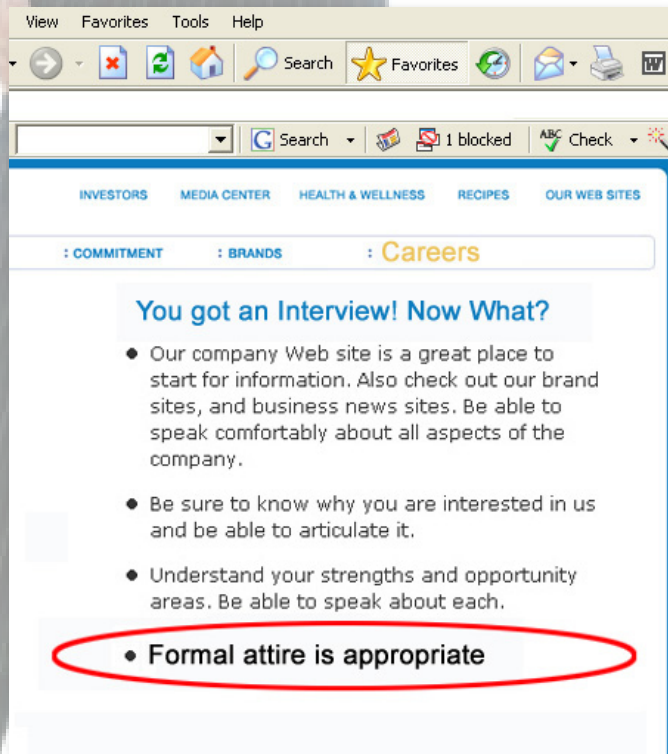 View Favorites Tools Help
Search Favorites W
G Search 1 blocked ABC Check
INVESTORS MEDIA CENTER HEALTH & WELLNESS RECIPES OUR WEB SITES
: COMMITMENT : BRANDS : Careers
You got an Interview! Now What?
• Our company Web site is a great place to
start for information. Also check out our brand
sites, and business news sites. Be able to
speak comfortably about all aspects of the
company.
• Be sure to know why you are interested in us
and be able to articulate it.
• Understand your strengths and opportunity
areas. Be able to speak about each.
• Formal attire is appropriate